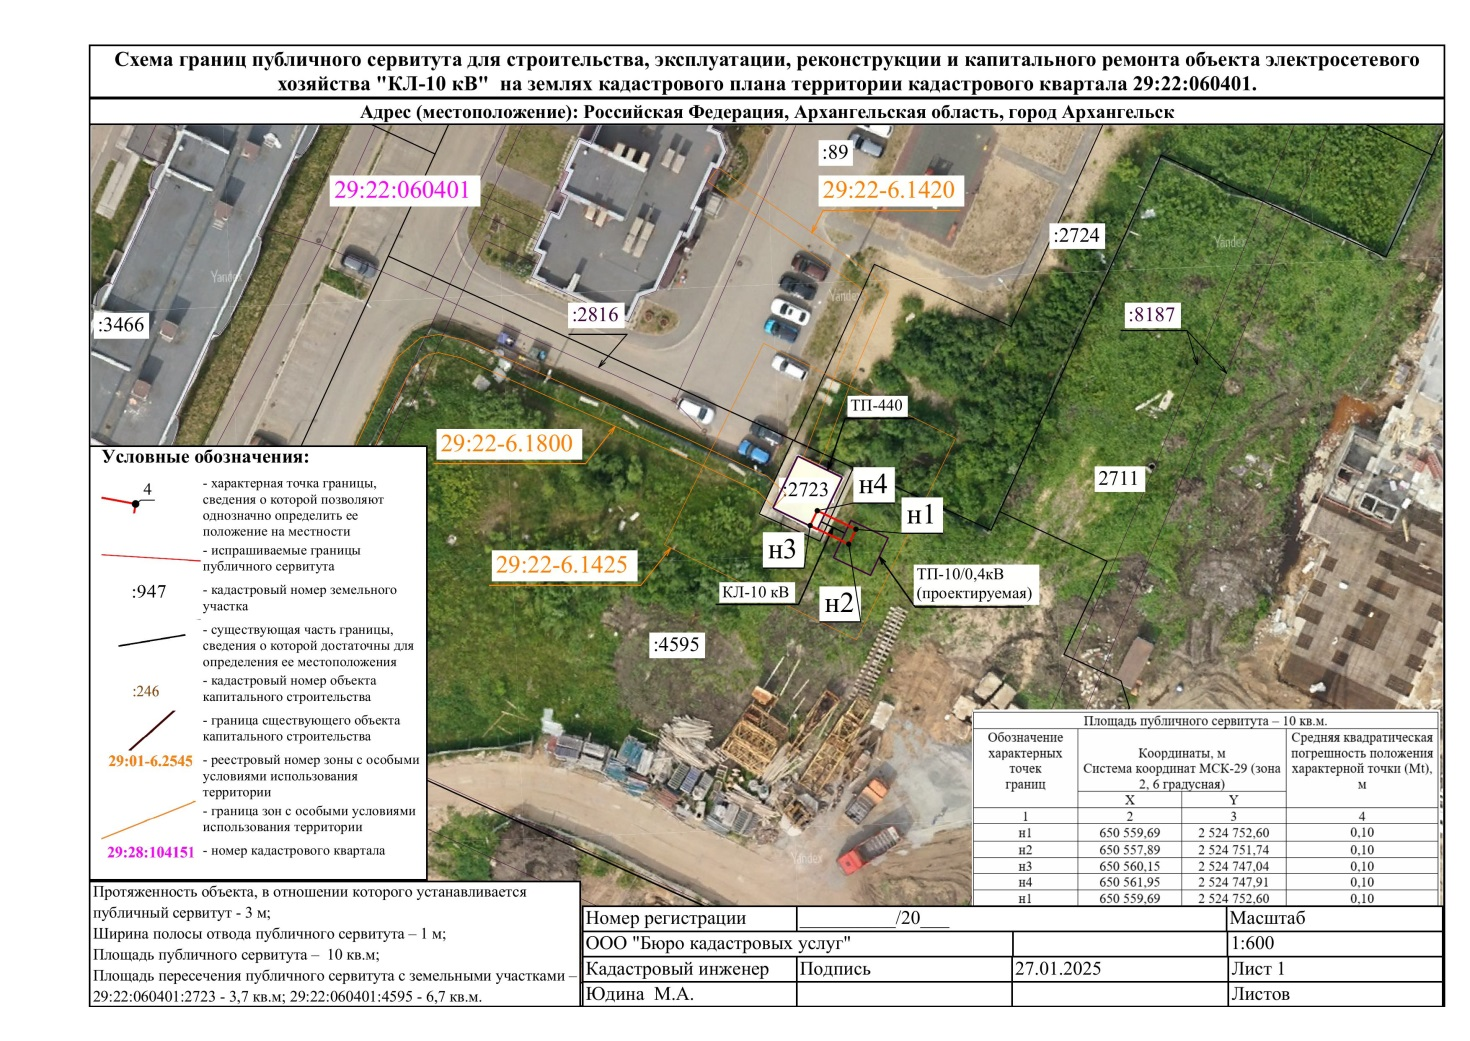 Схема границ публичного сервитута для строительства, эксплуатации, реконструкции и капитального ремонта объекта электросетевого
хозяйства "КЛ-10 кВ" на землях кадастрового плана территории кадастрового квартала 29:22:060401.
Адрес (местоположение): Российская Федерация, Архангельская область, город Архангельск
:89
29:22:060401
29:22-6.1420
:2724
Yandex
Yandex
Yandex
:3466
:2816
:8187
ТП-440
29:22-6.1800
2711
:2723
н4
н1
н3
29:22-6.1425
КЛ-10 кВ
н2
ТП-10/0,4кВ
(проектируемая)
:4595
Yandex
Условные обозначения:
4
- характерная точка границы,
сведения о которой позволяют
однозначно определить ее
положение на местности
- испрашиваемые границы
публичного сервитута
:947
- кадастровый номер земельного
участка
- существующая часть границы,
сведения о которой достаточны для
определения ее местоположения
:246
- кадастровый номер объекта
капитального строительства
- граница сществующего объекта
капитального строительства
29:01-6.2545
- реестровый номер зоны с особыми
условиями использования
территории
- граница зон с особыми условиями
использования территории
29:28:104151
- номер кадастрового квартала
Площадь публичного сервитута – 10 кв.м.
Обозначение
характерных
точек
границ
Координаты, м
Система координат МСК-29 (зона
2, 6 градусная)
Средняя квадратическая
погрешность положения
характерной точки (Mt),
м
X Y
1 2 3 4
н1 650 559,69 2 524 752,60 0,10
н2 650 557,89 2 524 751,74 0,10
н3 650 560,15 2 524 747,04 0,10
н4 650 561,95 2 524 747,91 0,10
н1 650 559,69 2 524 752,60 0,10
Протяженность объекта, в отношении которого устанавливается
публичный сервитут - 3 м;
Ширина полосы отвода публичного сервитута – 1 м;
Площадь публичного сервитута – 10 кв.м;
Площадь пересечения публичного сервитута с земельными участками –
29:22:060401:2723 - 3,7 кв.м; 29:22:060401:4595 - 6,7 кв.м.
Номер регистрации __________/20___ Масштаб
ООО "Бюро кадастровых услуг" 1:600
Кадастровый инженер Подпись 27.01.2025 Лист 1
Юдина М.А. Листов